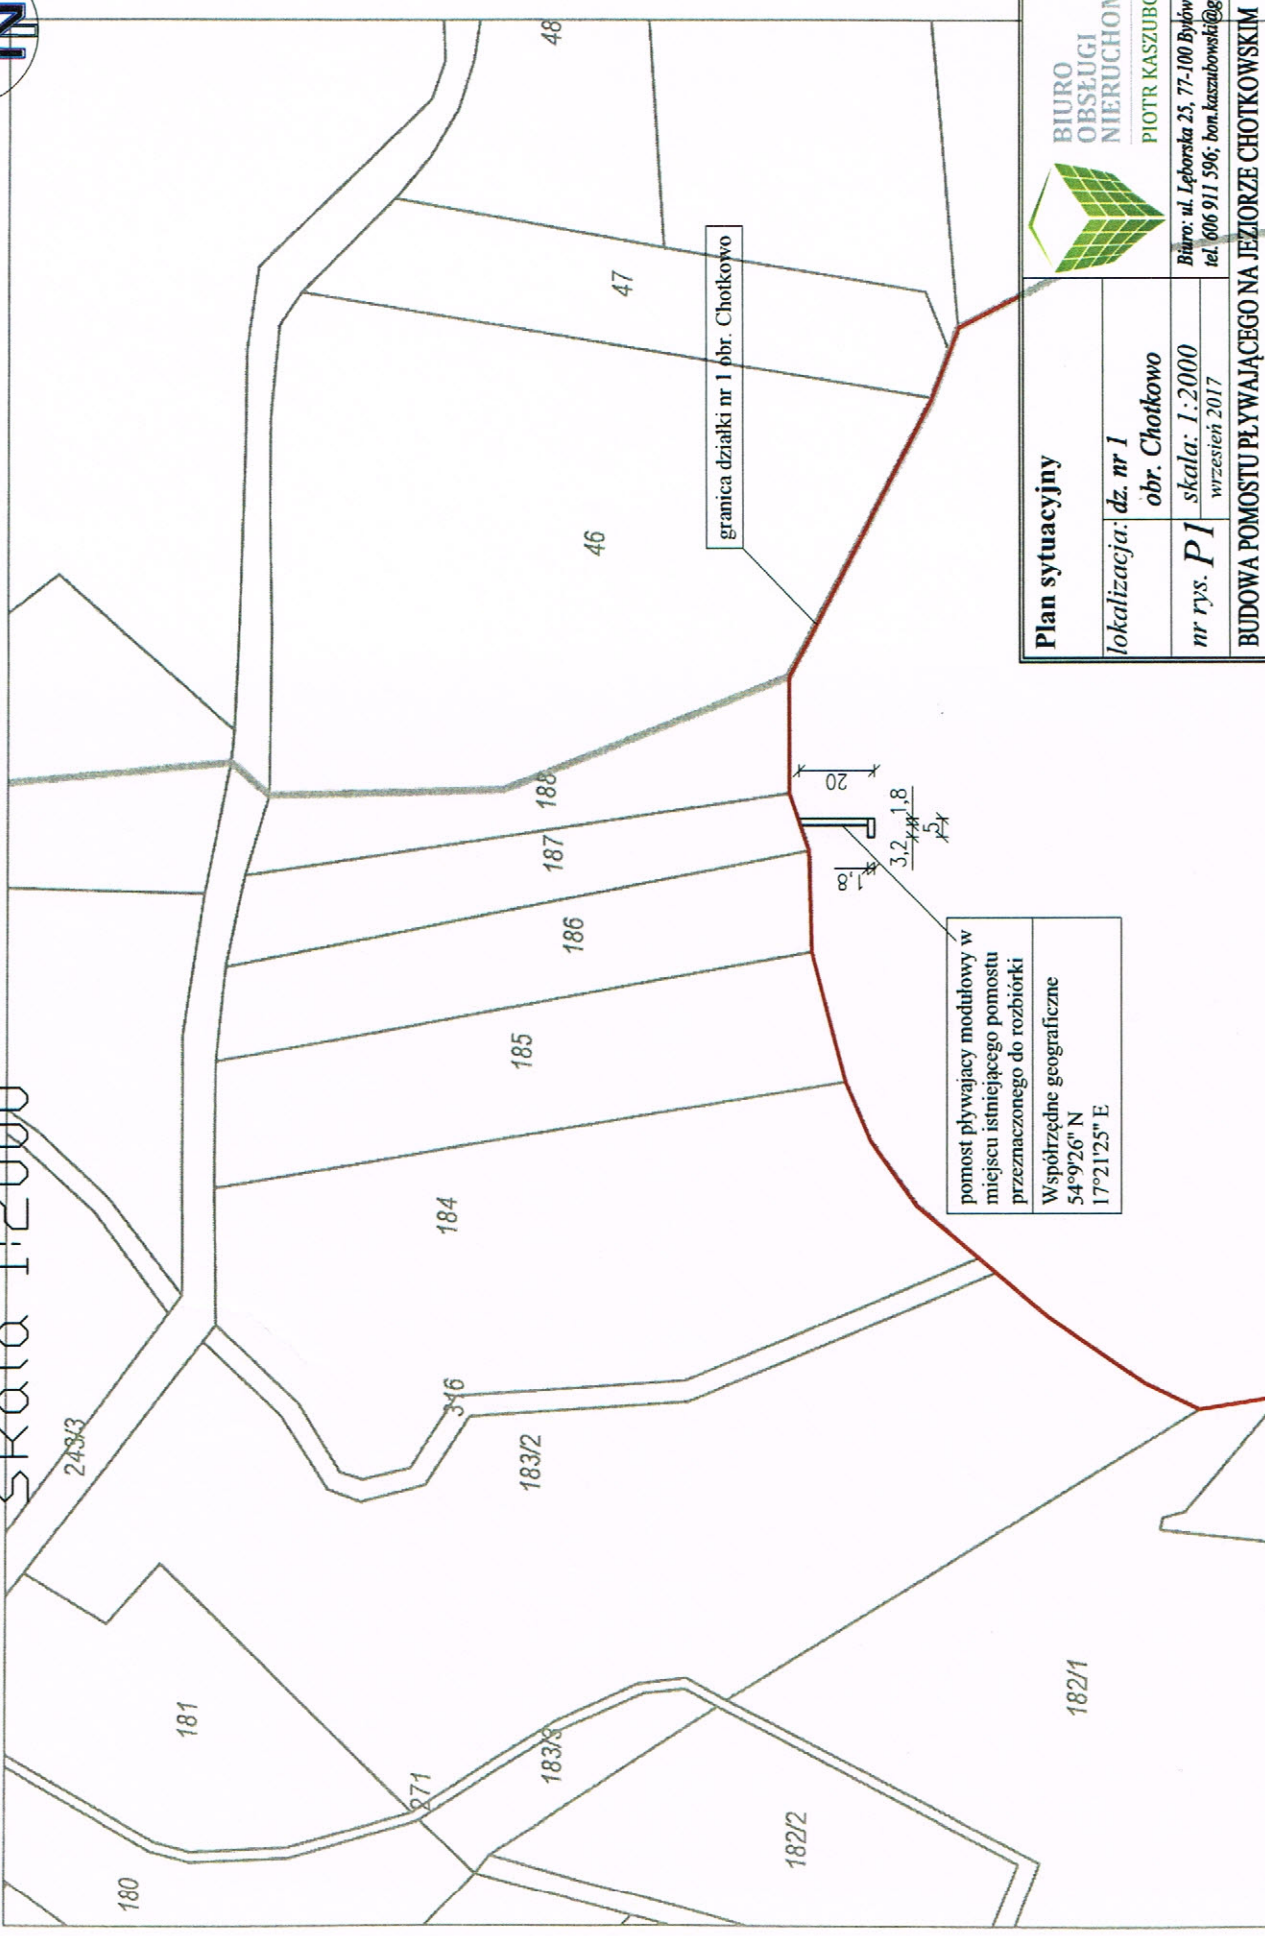 Skala 1:2000
N
243/3
181
180
271
183/3
182/2
182/1
183/2
316
184
185
186
187
188
46
47
48
granica działki nr 1 obr. Chotkowo
20
1,8
3,2
1,8
5
pomost pływajacy modułowy w
miejscu istniejącego pomostu
przeznaczonego do rozbiórki
Współrzędne geograficzne
54°9'26" N
17°21'25" E
Plan sytuacyjny
lokalizacja: dz. nr 1
obr. Chotkowo
nr rys. P1
skala: 1:2000
wrzesień 2017
BIURO
OBSŁUGI
NIERUCHOM
PIOTR KASZUBO
Biuro: ul. Lęborska 25, 77-100 Bytów
tel. 606 911 596; bon.kaszubowski@g
BUDOWA POMOSTU PŁYWAJĄCEGO NA JEZIORZE CHOTKOWSKIM